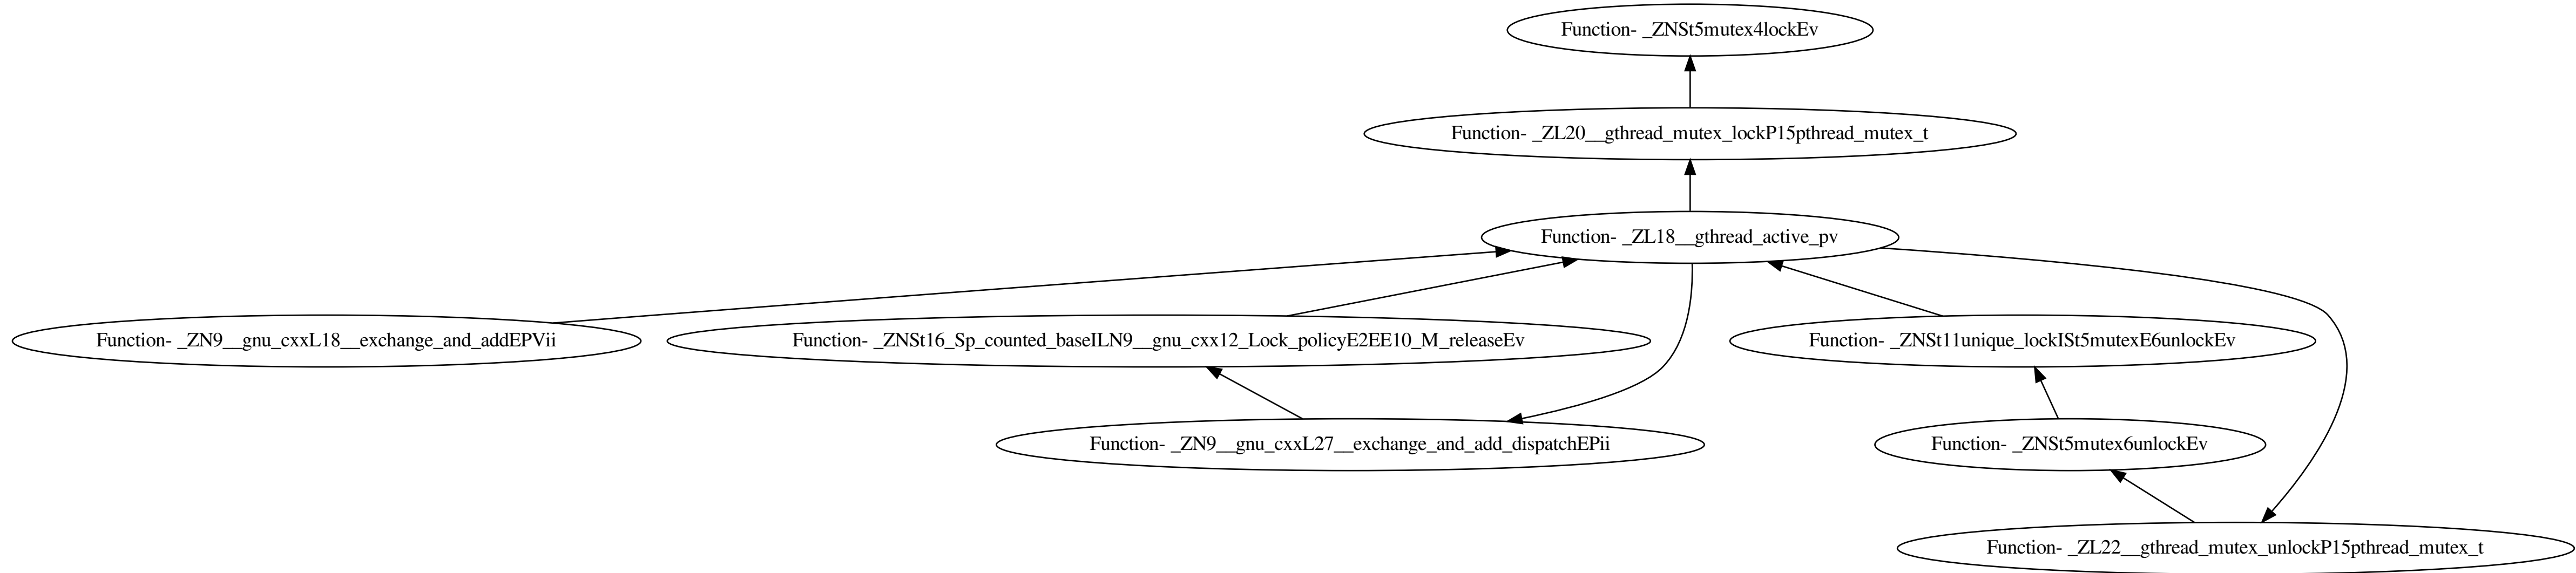 Function- _ZNSt5mutex4lockEv
Function- _ZL20__gthread_mutex_lockP15pthread_mutex_t
Function- _ZL18__gthread_active_pv
Function- _ZN9__gnu_cxxL18__exchange_and_addEPVii
Function- _ZNSt16_Sp_counted_baseILN9__gnu_cxx12_Lock_policyE2EE10_M_releaseEv
Function- _ZNSt11unique_lockISt5mutexE6unlockEv
Function- _ZN9__gnu_cxxL27__exchange_and_add_dispatchEPii
Function- _ZNSt5mutex6unlockEv
Function- _ZL22__gthread_mutex_unlockP15pthread_mutex_t